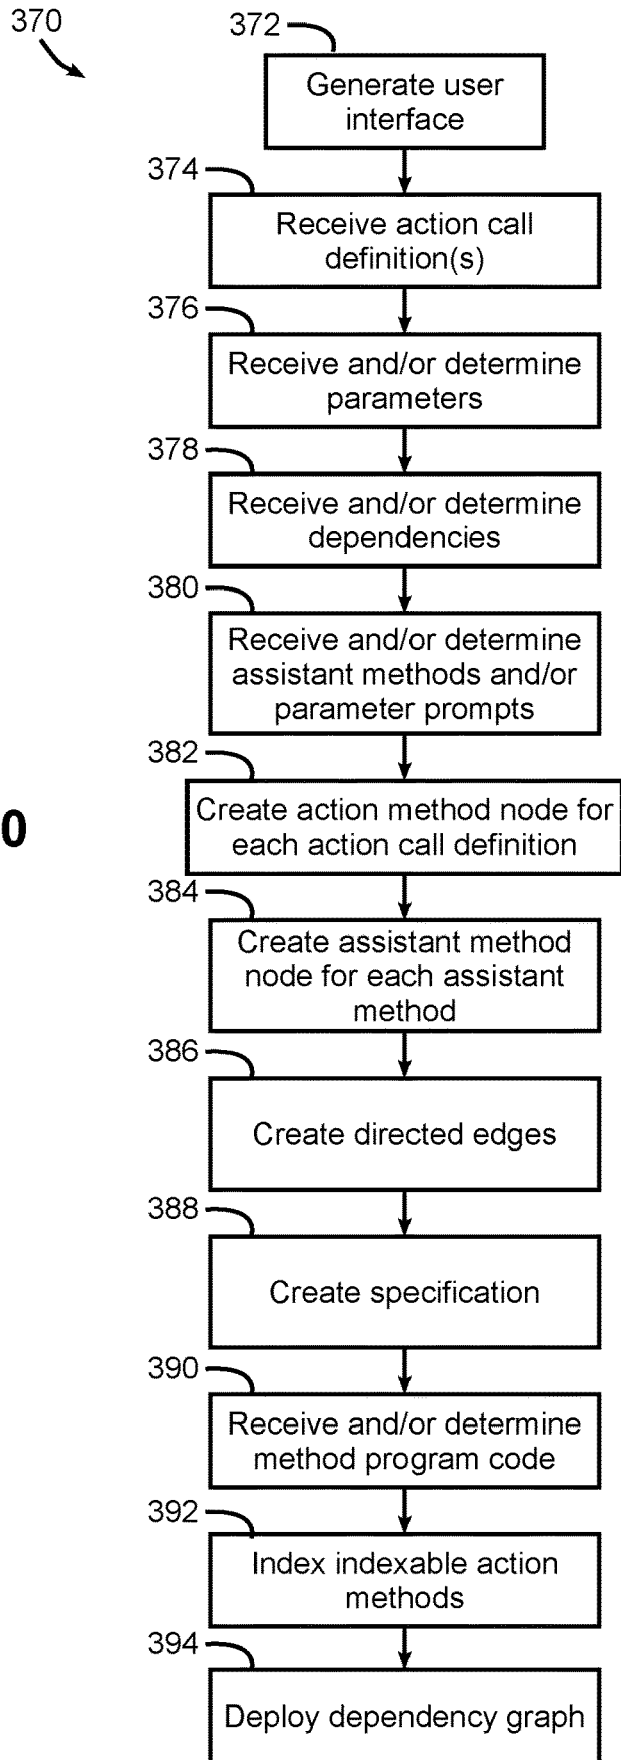 370
372
Generate user
interface
374
Receive action call
definition(s)
376
Receive and/or determine
parameters
378
Receive and/or determine
dependencies
380
Receive and/or determine
assistant methods and/or
parameter prompts
382
Create action method node for
each action call definition
0
384
Create assistant method
node for each assistant
method
386
Create directed edges
388
Create specification
390
Receive and/or determine
method program code
392
Index indexable action
methods
394
Deploy dependency graph